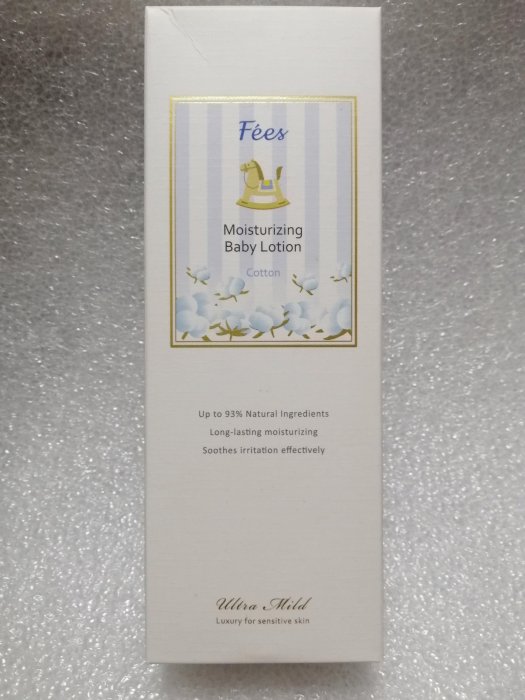 Fées
Moisturizing
Baby Lotion
Cotton
Up to 93% Natural Ingredients
Long-lasting moisturizing
Soothes irritation effectively
Ultra Mild
Luxury for sensitive skin